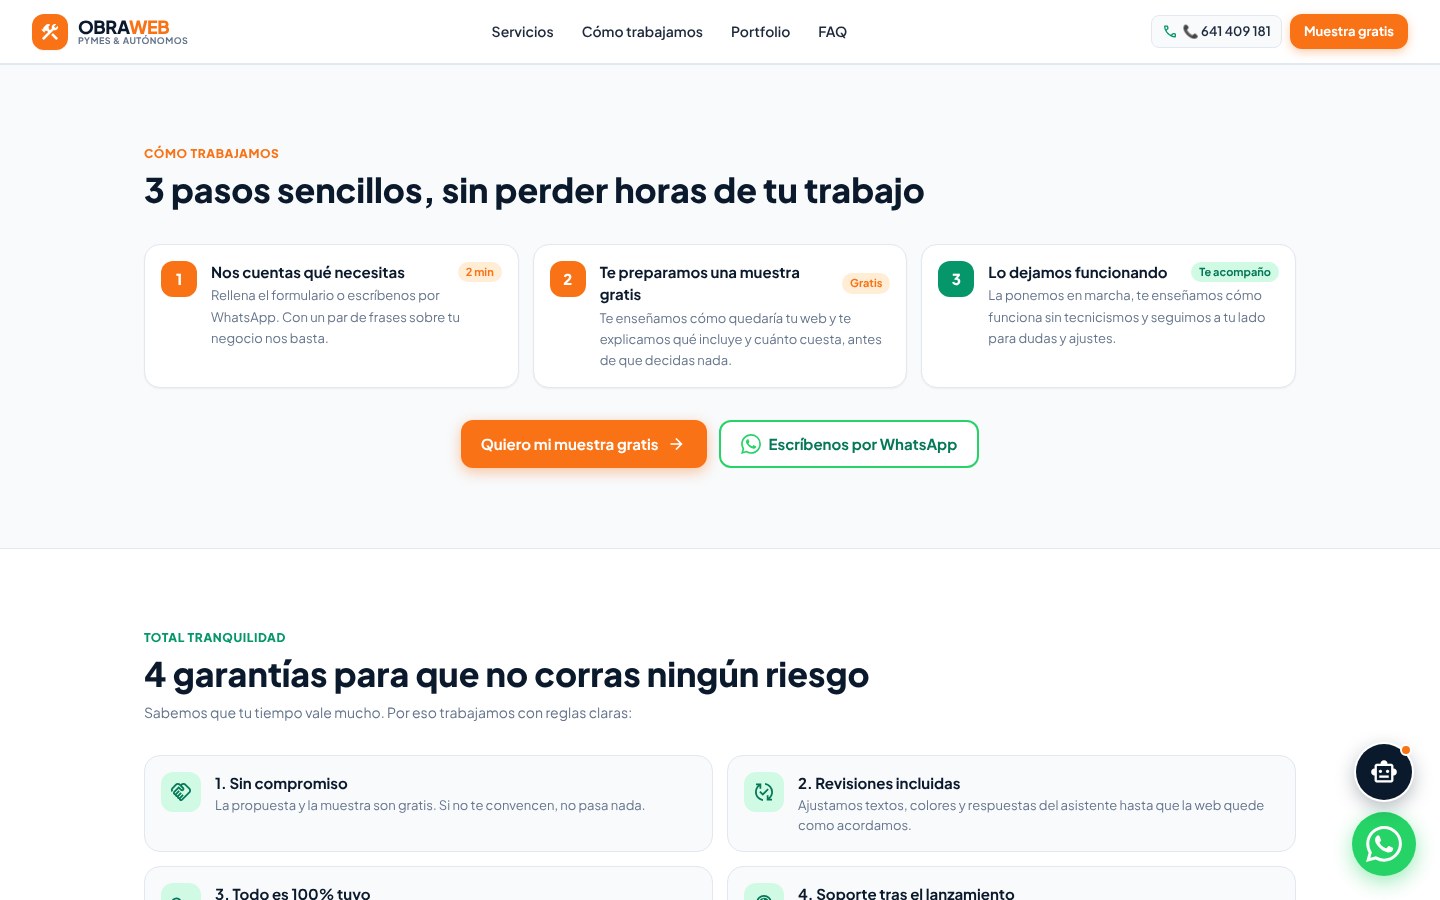 OBRAWEB
PYMES & AUTÓNOMOS
Servicios
Cómo trabajamos
Portfolio
FAQ
641 409 181
Muestra gratis
CÓMO TRABAJAMOS
3 pasos sencillos, sin perder horas de tu trabajo
1
Nos cuentas qué necesitas
2 min
Rellena el formulario o escríbenos por
WhatsApp. Con un par de frases sobre tu
negocio nos basta.
2
Te preparamos una muestra
gratis
Gratis
Te enseñamos cómo quedaría tu web y te
explicamos qué incluye y cuánto cuesta, antes
de que decidas nada.
3
Lo dejamos funcionando
Te acompaño
La ponemos en marcha, te enseñamos cómo
funciona sin tecnicismos y seguimos a tu lado
para dudas y ajustes.
Quiero mi muestra gratis →
Escríbenos por WhatsApp
TOTAL TRANQUILIDAD
4 garantías para que no corras ningún riesgo
Sabemos que tu tiempo vale mucho. Por eso trabajamos con reglas claras:
1. Sin compromiso
La propuesta y la muestra son gratis. Si no te convencen, no pasa nada.
2. Revisiones incluidas
Ajustamos textos, colores y respuestas del asistente hasta que la web quede
como acordamos.
3. Todo es 100% tuyo
4. Soporte tras el lanzamiento